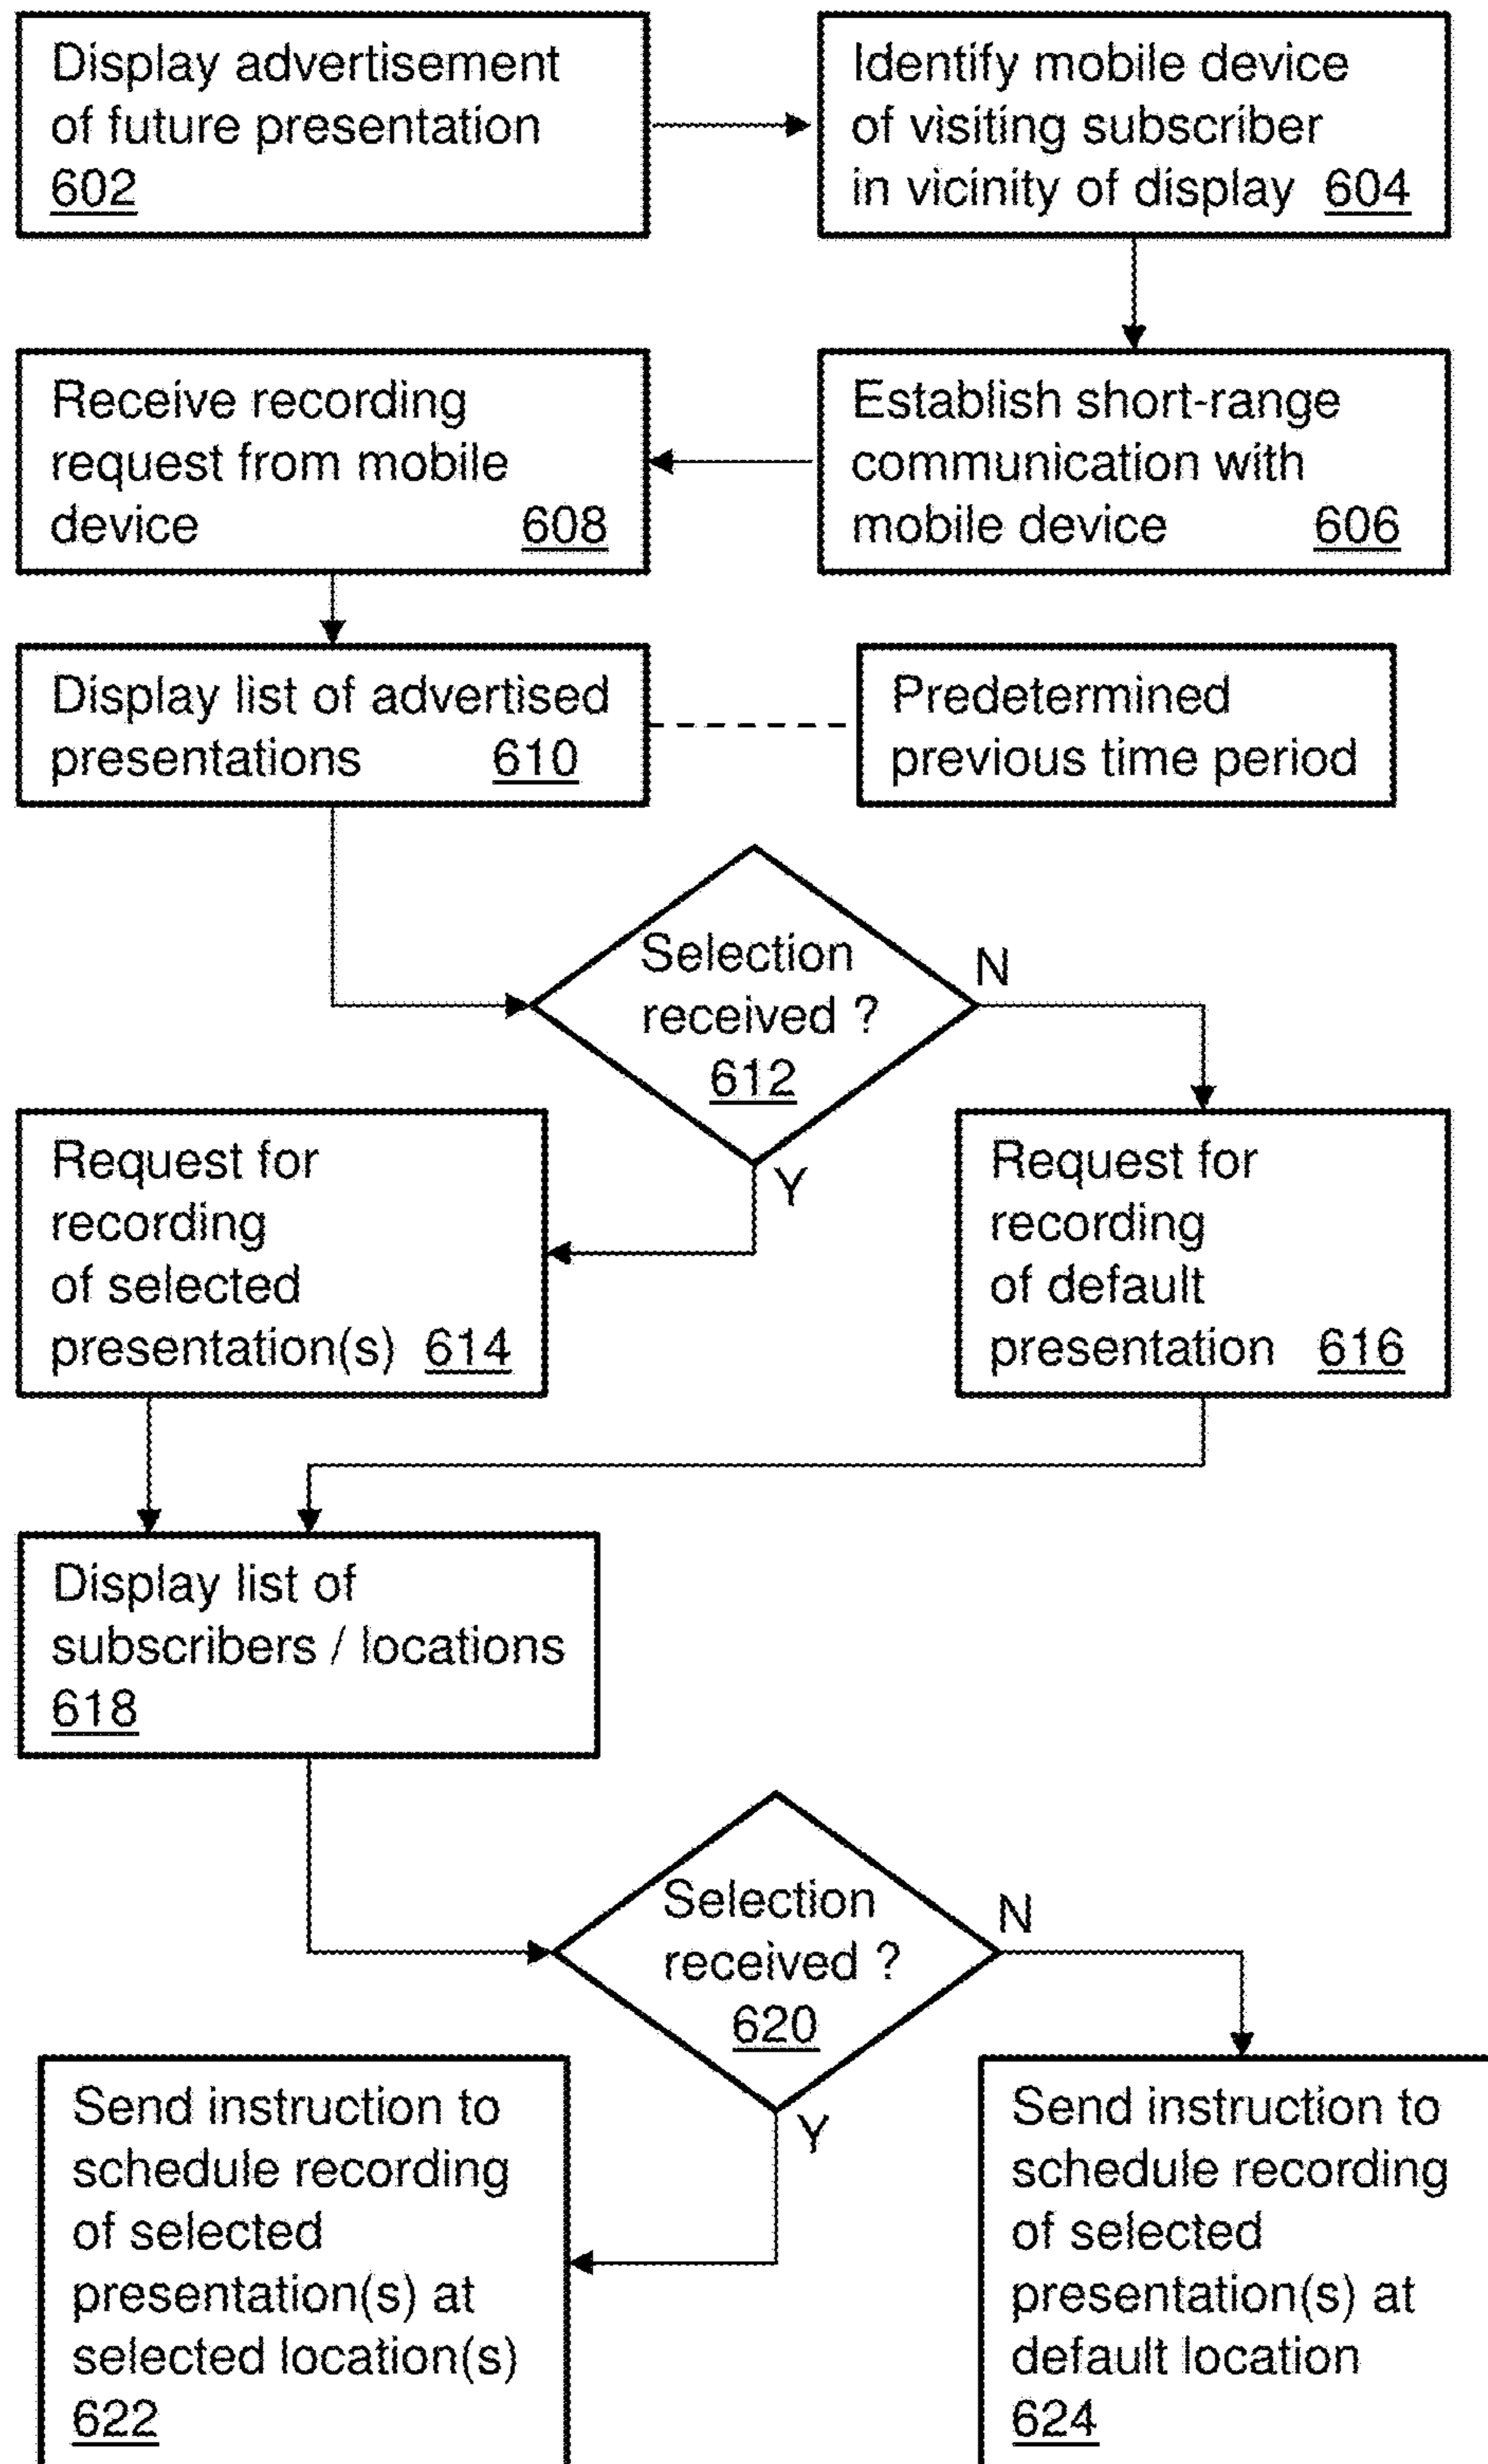 Display advertisement
of future presentation
602
Identify mobile device
of visiting subscriber
in vicinity of display 604
Establish short-range
communication with
mobile device 606
Receive recording
request from mobile
device 608
Display list of advertised
presentations 610
Predetermined
previous time period
Selection
received ?
612
N
Y
Request for
recording
of selected
presentation(s) 614
Request for
recording
of default
presentation 616
Display list of
subscribers / locations
618
Selection
received ?
620
N
Y
Send instruction to
schedule recording
of selected
presentation(s) at
selected location(s)
622
Send instruction to
schedule recording
of selected
presentation(s) at
default location
624